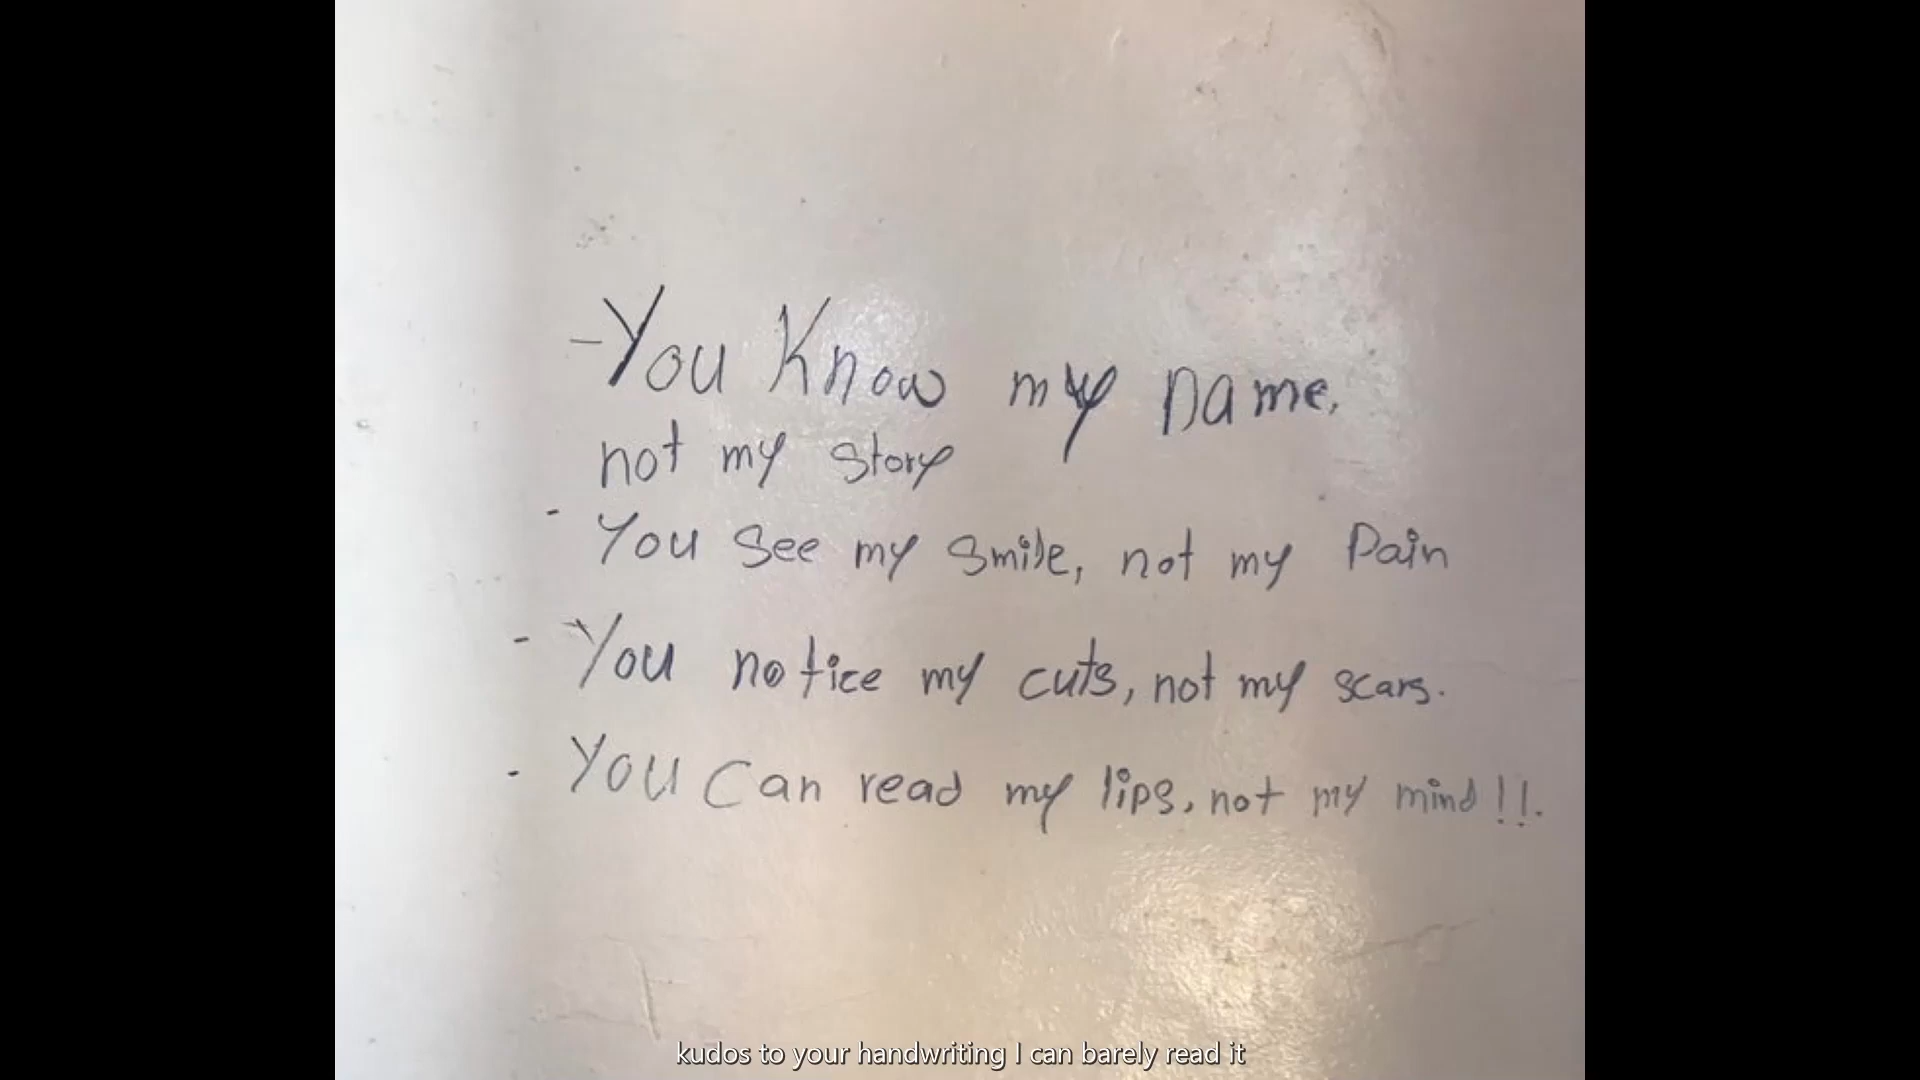 -You Know my name,
not my story
- You See my Smile, not my Pain
- You notice my cuts, not my scars.
- You Can read my lips, not my mind!!.
kudos to your handwriting I can barely read it